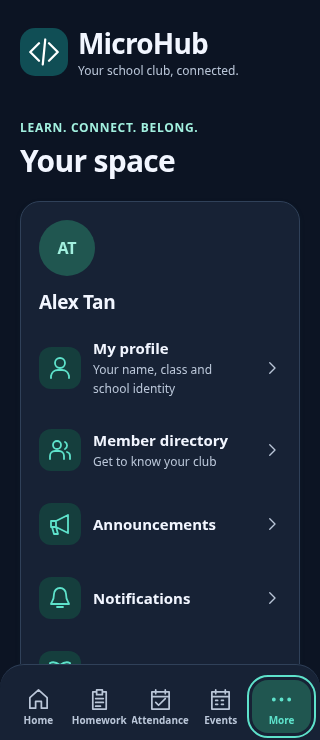 MicroHub
Your school club, connected.
LEARN. CONNECT. BELONG.
Your space
AT
Alex Tan
My profile
Your name, class and
school identity
Member directory
Get to know your club
Announcements
Notifications
Home Homework Attendance Events More